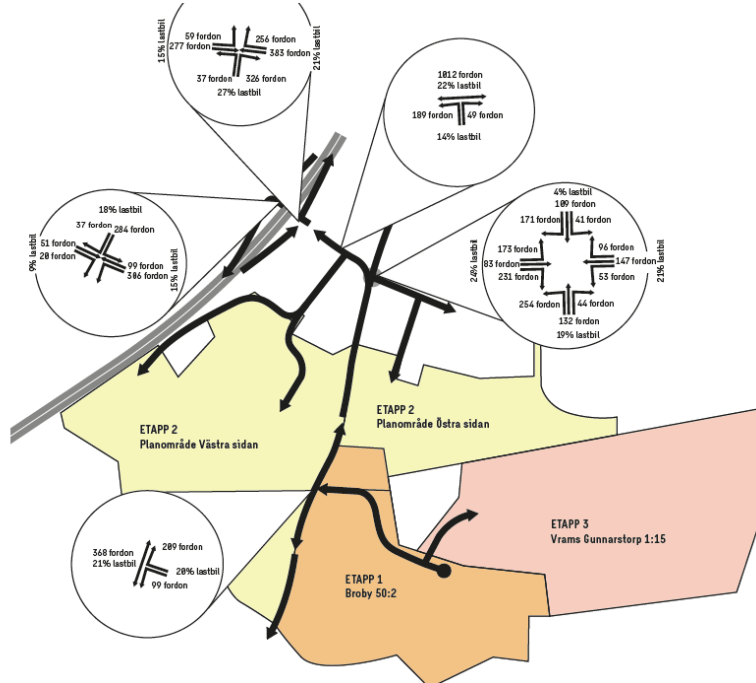 15% lastbil
59 fordon
277 fordon
256 fordon
383 fordon
21% lastbil
37 fordon
326 fordon
27% lastbil
1012 fordon
22% lastbil
189 fordon
49 fordon
14% lastbil
18% lastbil
37 fordon
284 fordon
51 fordon
20 fordon
9% lastbil
99 fordon
306 fordon
15% lastbil
4% lastbil
109 fordon
171 fordon
41 fordon
173 fordon
83 fordon
231 fordon
24% lastbil
96 fordon
147 fordon
53 fordon
21% lastbil
254 fordon
44 fordon
132 fordon
19% lastbil
ETAPP 2
Planområde Västra sidan
ETAPP 2
Planområde Östra sidan
368 fordon
21% lastbil
209 fordon
20% lastbil
99 fordon
ETAPP 3
Vrams Gunnarstorp 1:15
ETAPP 1
Broby 50:2